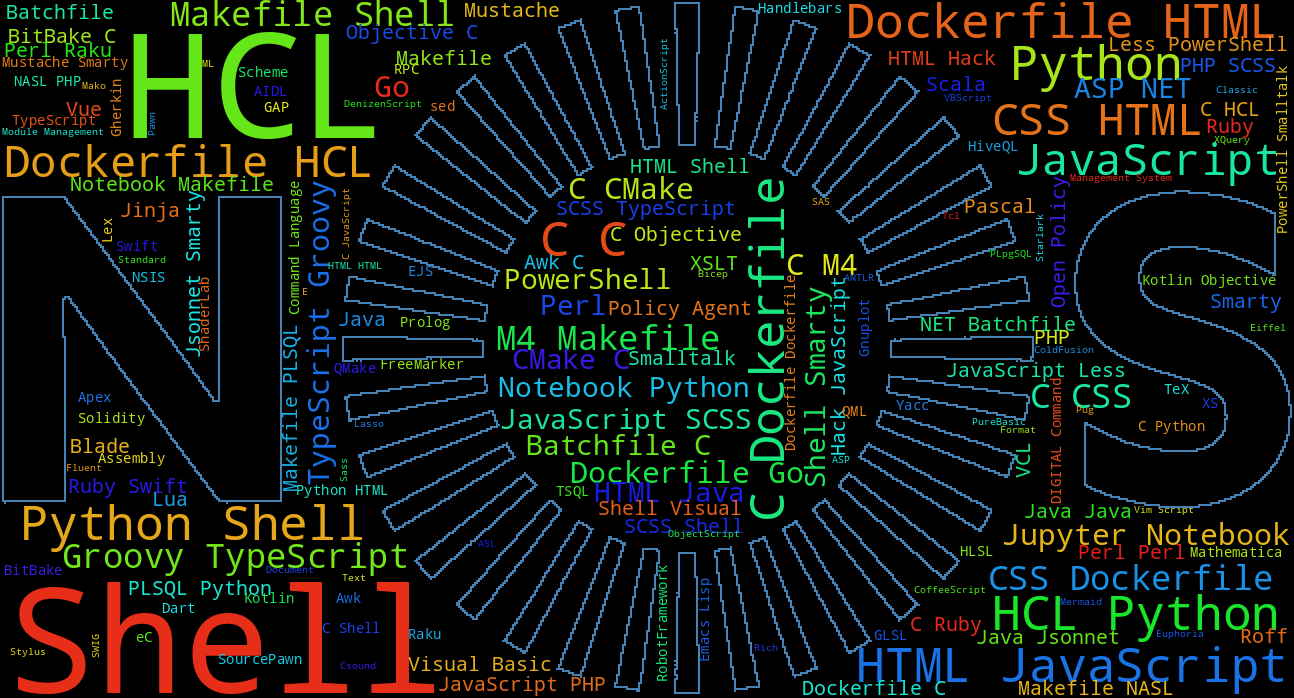 Batchfile
Makefile Shell
Mustache
Handlebars
Dockerfile HTML
BitBake C
Objective C
Less PowerShell
Perl Raku
HCL
ML
Scheme
Makefile
RPC
ActionScript
HTML Hack
Python
PHP SCSS
Mustache Smarty
NASL PHP
Mako
AIDL
GAP
Go
DenizenScript
sed
Scala
VBScript
ASP NET
Classic
PowerShell Smalltalk
Vue
TypeScript
Module Management
Gherkin
Pawn
CSS HTML
C HCL
Ruby
XQuery
Dockerfile HCL
HTML Shell
HiveQL
JavaScript
Management System
Notebook Makefile
C CMake
SCSS TypeScript
SAS
Pascal
Tcl
Lex
Jinja
Jsonnet Smarty
Swift
Standard
NSIS
ShaderLab
Command Language
TypeScript Groovy
C JavaScript
C C
C Objective
C Dockerfile
PLpgSQL
Starlark
Open Policy
HTML HTML
E
EJS
Awk C
XSLT
Bicep
C M4
ANTLR
PowerShell
Kotlin Objective
Perl
Policy Agent
Dockerfile Dockerfile
Shell Smarty
Hack JavaScript
Gnuplot
Smarty
Java
Prolog
M4 Makefile
NET Batchfile
PHP
ColdFusion
Eiffel
Makefile PLSQL
QMake
FreeMarker
CMake C
Smalltalk
JavaScript Less
Apex
Notebook Python
C CSS
TeX
XS
Solidity
Lasso
JavaScript SCSS
QML
Yacc
PureBasic
Format
Pug
C Python
Blade
Assembly
Fluent
Batchfile C
ASP
VCL
DIGITAL Command
Sass
Dockerfile Go
Ruby Swift
Lua
Python HTML
TSQL
HTML Java
Shell Visual
SCSS Shell
ObjectScript
Java Java
Vim Script
Python Shell
Jupyter Notebook
Groovy TypeScript
ASL
HLSL
Perl Perl
Mathematica
BitBake
Document
Text
CSS Dockerfile
PLSQL Python
Kotlin
Awk
CoffeeScript
Dart
RobotFramework
Emacs Lisp
HCL Python
Mermaid
Shell
eC
SWIG
Stylus
C Shell
Raku
C Ruby
GLSL
Java Jsonnet
Euphoria
Roff
SourcePawn
Csound
Visual Basic
Rich
HTML JavaScript
JavaScript PHP
Dockerfile C
Makefile NASL